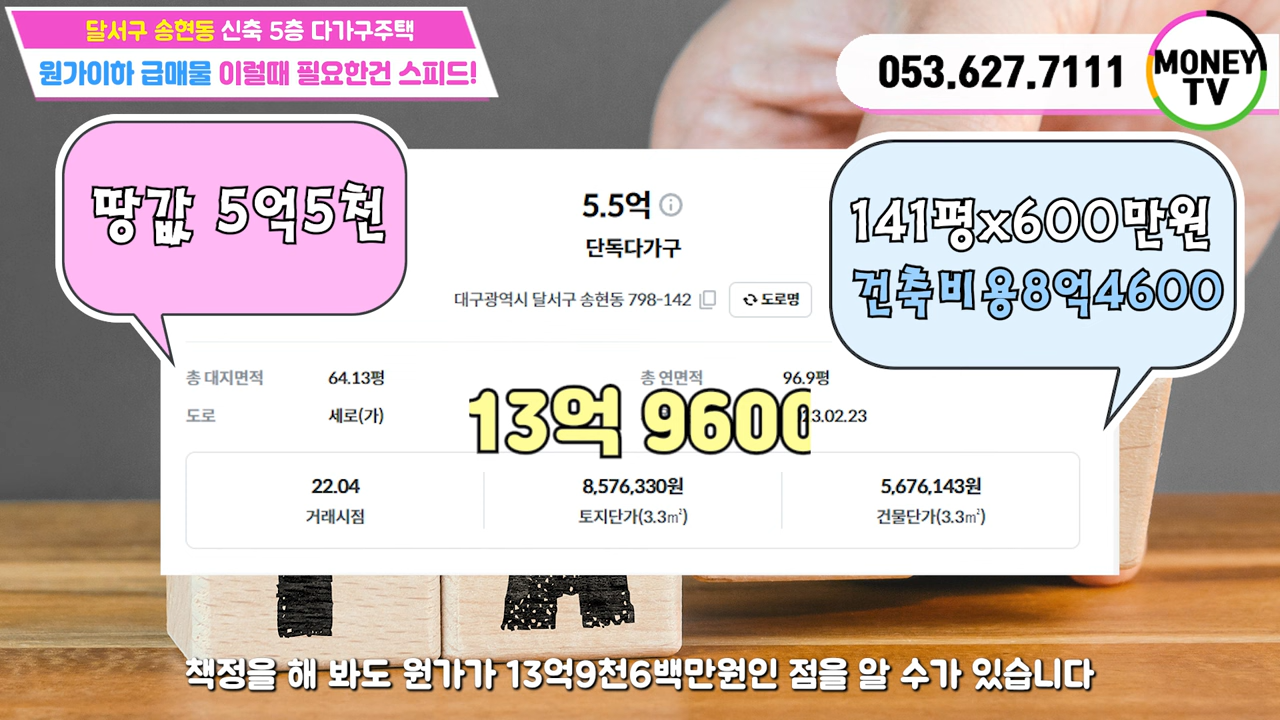 달서구 송현동 신축 5층 다가구주택
원가이하 급매물 이럴때 필요한건 스피드!
053.627.7111
MONEY
TV
땅값 5억5천
141평x600만원
건축비용8억4600
5.5억
단독다가구
대구광역시 달서구 송현동 798-142
도로명
총 대지면적 64.13평 총 연면적 96.9평
도로 세로(가) 23.02.23
13억 9600
22.04 8,576,330원 5,676,143원
거래시점 토지단가(3.3㎡) 건물단가(3.3㎡)
책정을 해 봐도 원가가 13억9천6백만원인 점을 알 수가 있습니다